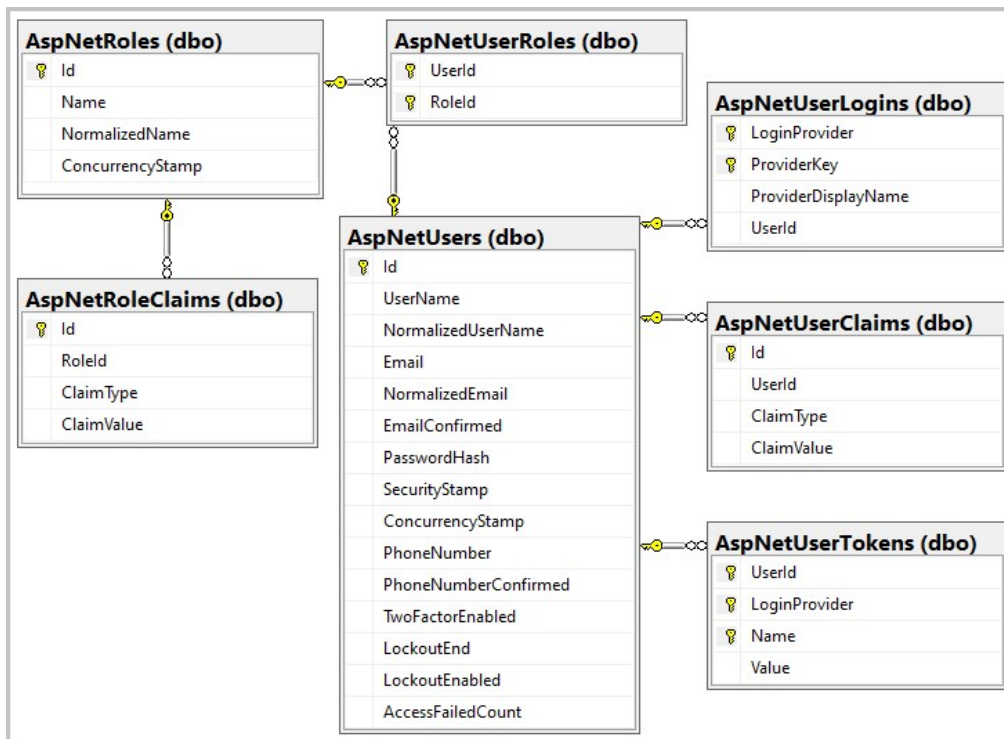 AspNetRoles (dbo)
Id
Name
NormalizedName
ConcurrencyStamp
AspNetUserRoles (dbo)
UserId
RoleId
AspNetUserLogins (dbo)
LoginProvider
ProviderKey
ProviderDisplayName
UserId
AspNetUsers (dbo)
Id
UserName
NormalizedUserName
Email
NormalizedEmail
EmailConfirmed
PasswordHash
SecurityStamp
ConcurrencyStamp
PhoneNumber
PhoneNumberConfirmed
TwoFactorEnabled
LockoutEnd
LockoutEnabled
AccessFailedCount
AspNetRoleClaims (dbo)
Id
RoleId
ClaimType
ClaimValue
AspNetUserClaims (dbo)
Id
UserId
ClaimType
ClaimValue
AspNetUserTokens (dbo)
UserId
LoginProvider
Name
Value